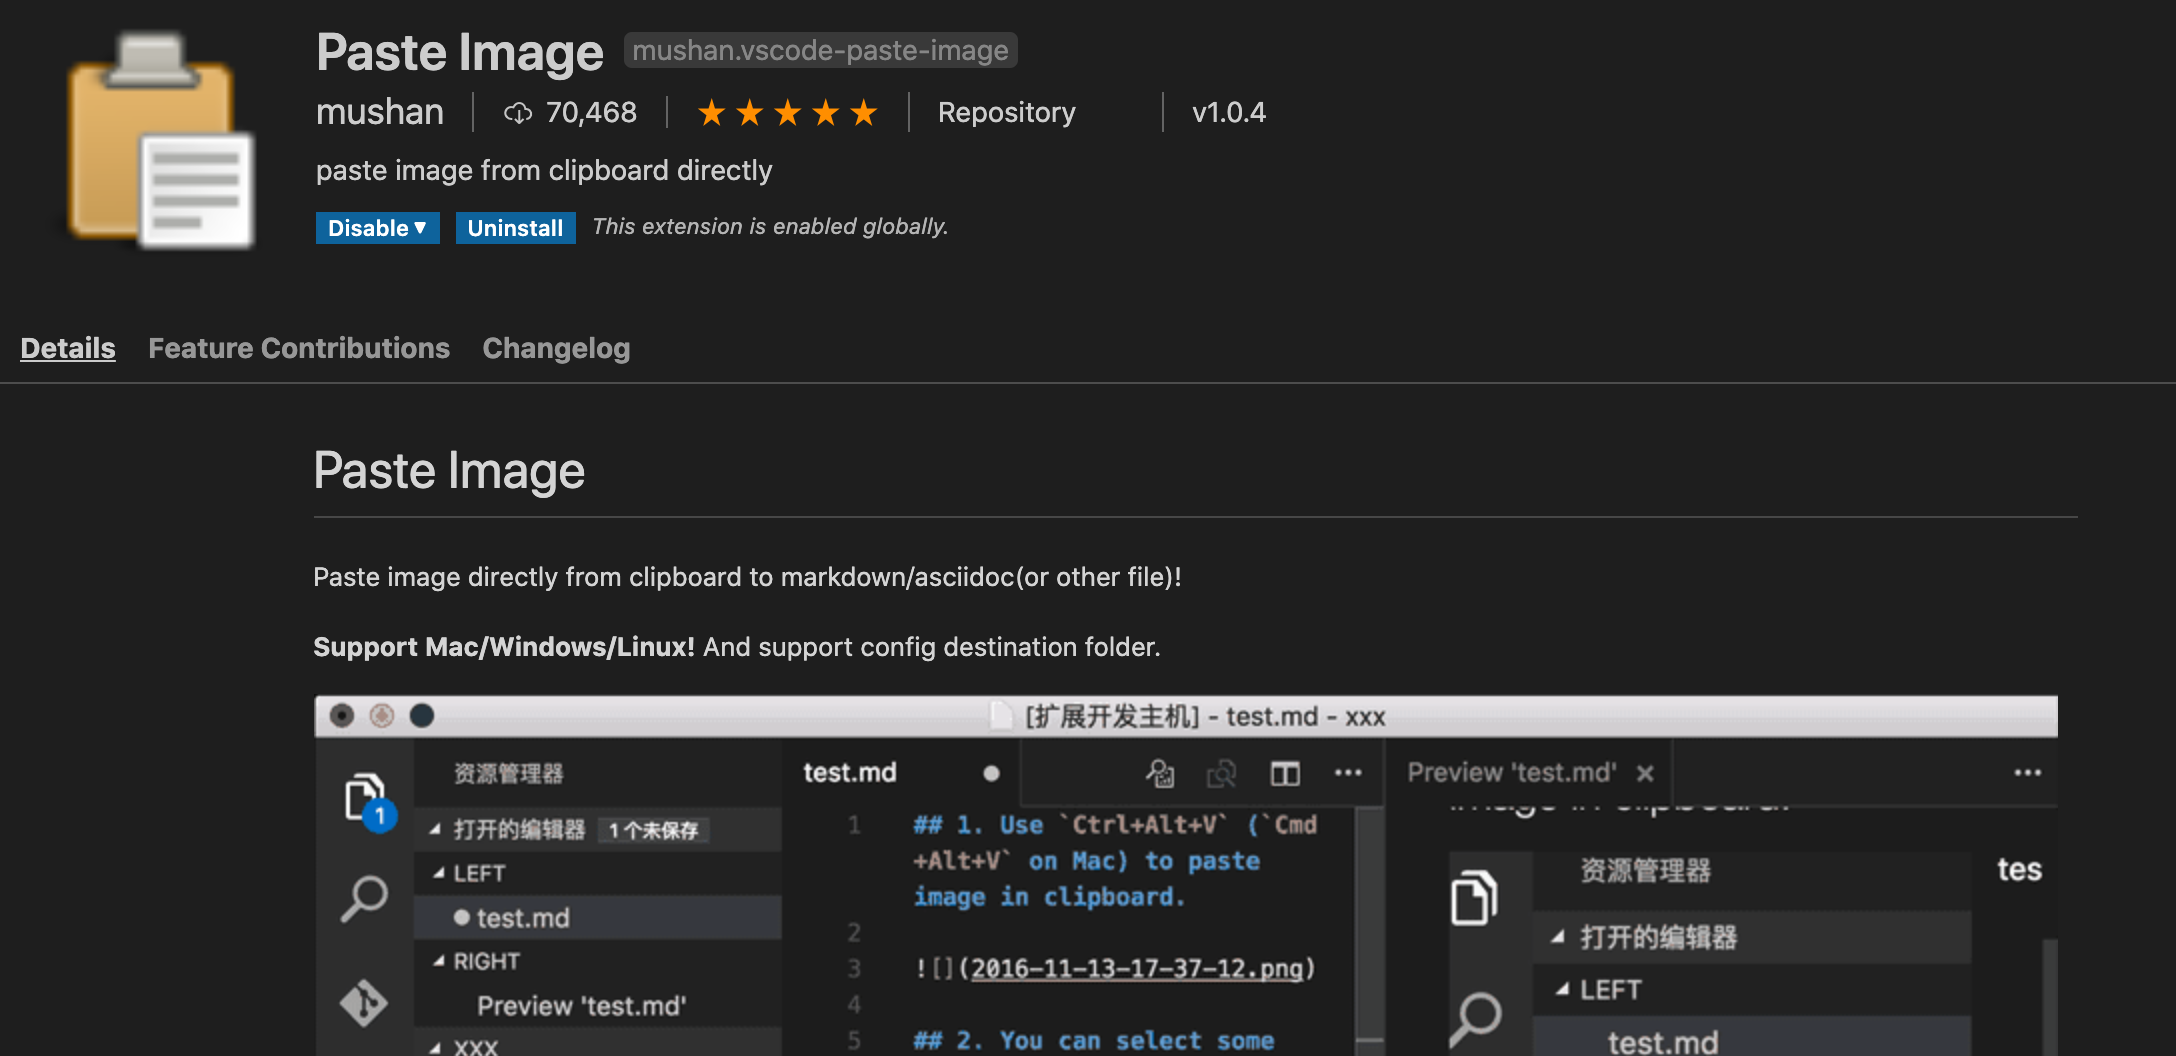 Paste Image mushan.vscode-paste-image
mushan 70,468 Repository v1.0.4
paste image from clipboard directly
Disable Uninstall This extension is enabled globally.
Details Feature Contributions Changelog
Paste Image
Paste image directly from clipboard to markdown/asciidoc(or other file)!
Support Mac/Windows/Linux! And support config destination folder.
[扩展开发主机] - test.md - xxx
资源管理器
1
打开的编辑器 1 个未保存
LEFT
test.md
RIGHT
Preview 'test.md'
XXX
test.md
1 ## 1. Use `Ctrl+Alt+V` (`Cmd
+Alt+V` on Mac) to paste
image in clipboard.
2
3 ![](2016-11-13-17-37-12.png)
4
5 ## 2. You can select some
Preview 'test.md'
image in clipboard.
资源管理器
tes
打开的编辑器
LEFT
test.md